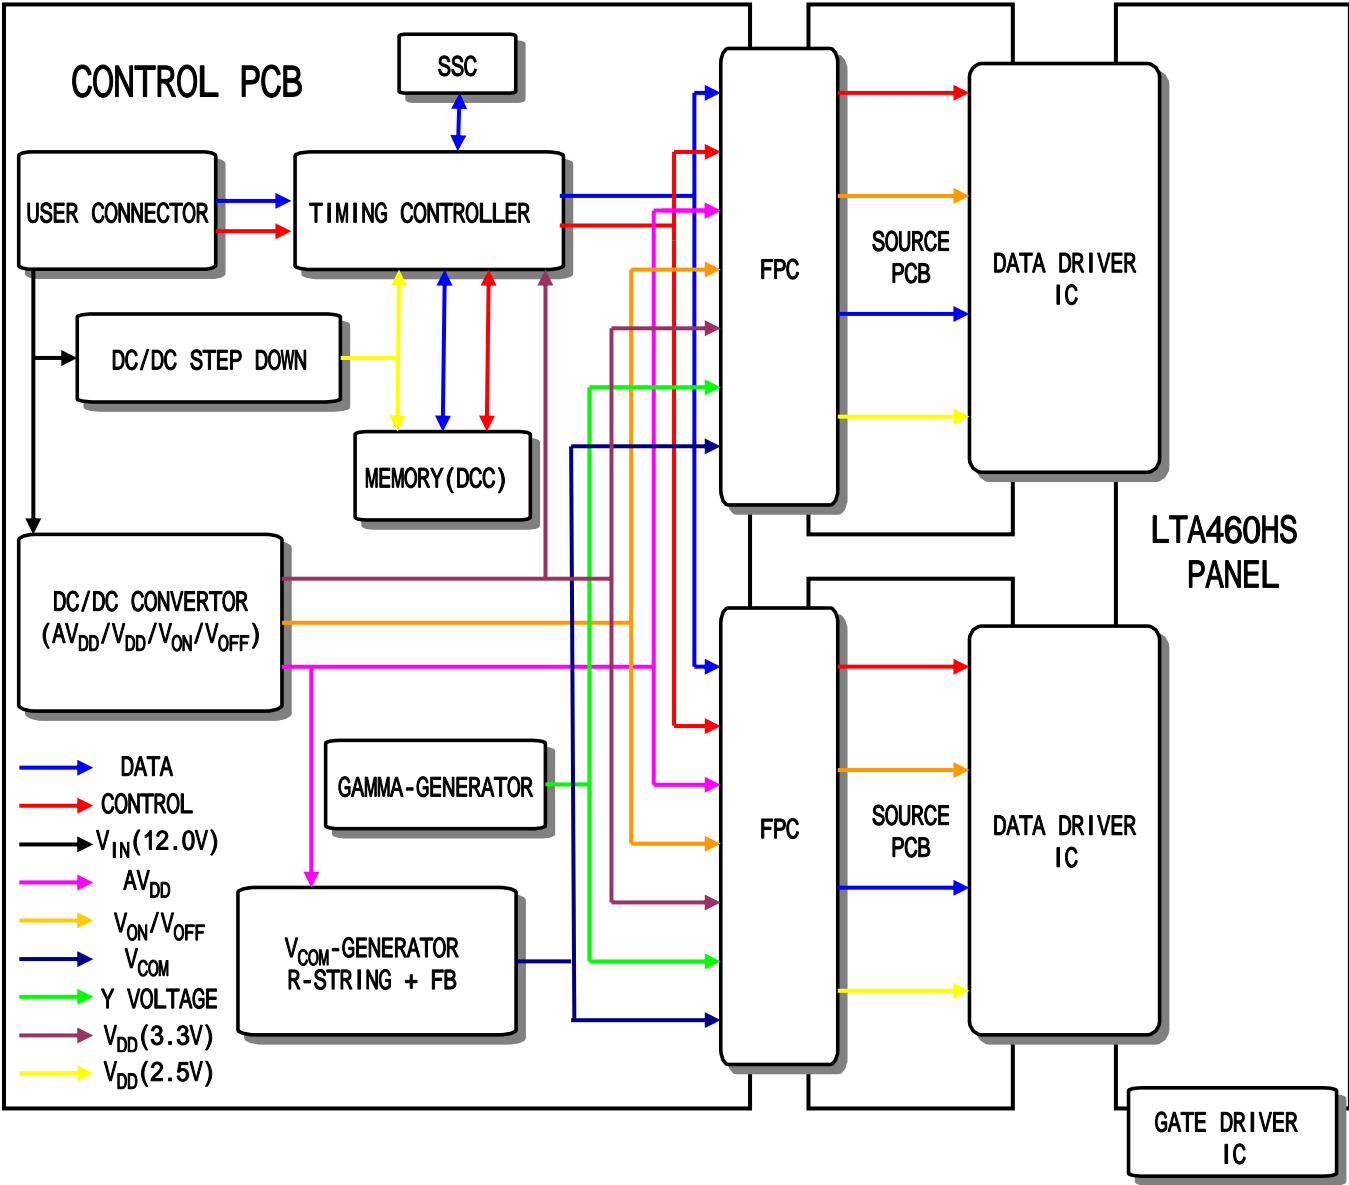 CONTROL PCB
SSC
USER CONNECTOR
TIMING CONTROLLER
DC/DC STEP DOWN
MEMORY(DCC)
DC/DC CONVERTOR
(AVDD/VDD/VON/VOFF)
GAMMA-GENERATOR
VCOM-GENERATOR
R-STRING + FB
DATA
CONTROL
VIN(12.0V)
AVDD
VON/VOFF
VCOM
Y VOLTAGE
VDD(3.3V)
VDD(2.5V)
FPC
SOURCE
PCB
DATA DRIVER
IC
LTA460HS
PANEL
FPC
SOURCE
PCB
DATA DRIVER
IC
GATE DRIVER
IC